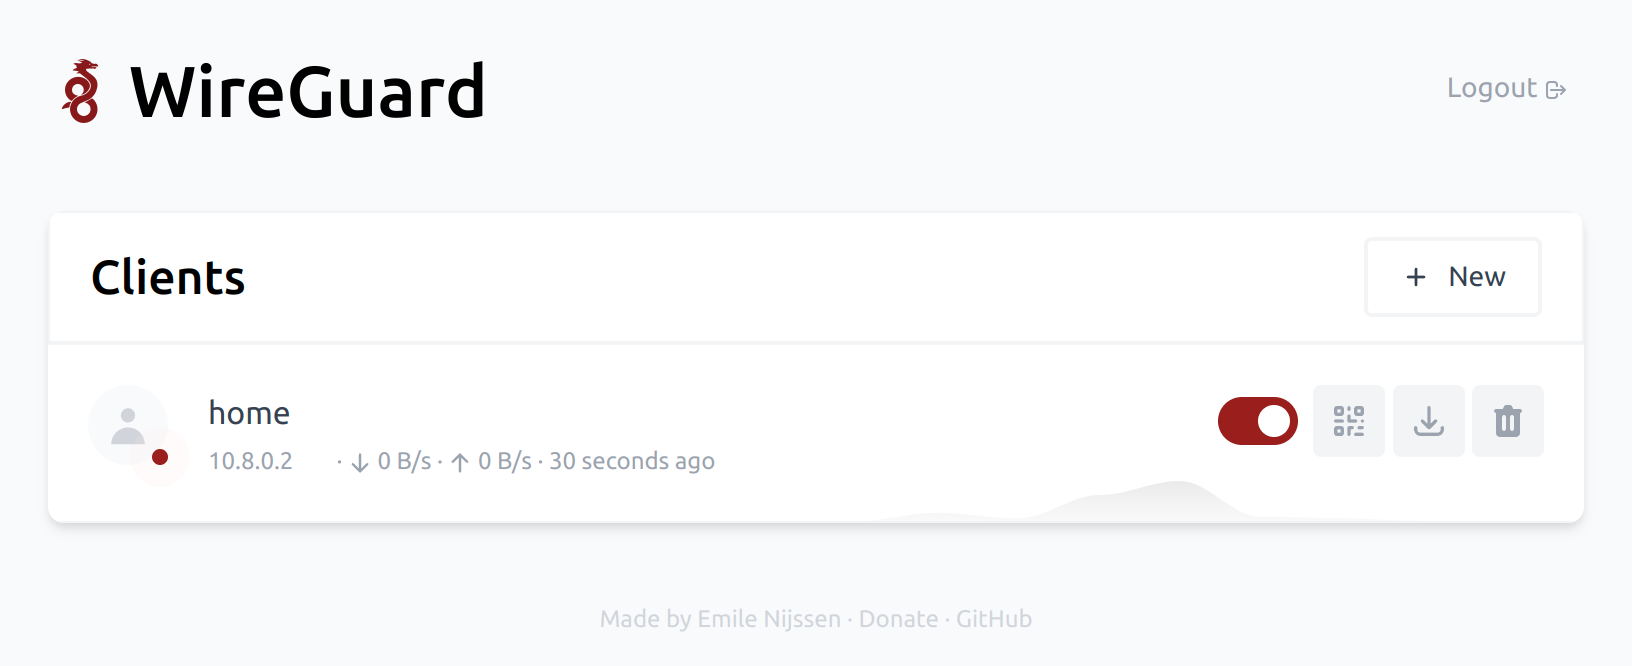 WireGuard
Logout
Clients
+ New
home
10.8.0.2 · ↓ 0 B/s · ↑ 0 B/s · 30 seconds ago
Made by Emile Nijssen · Donate · GitHub